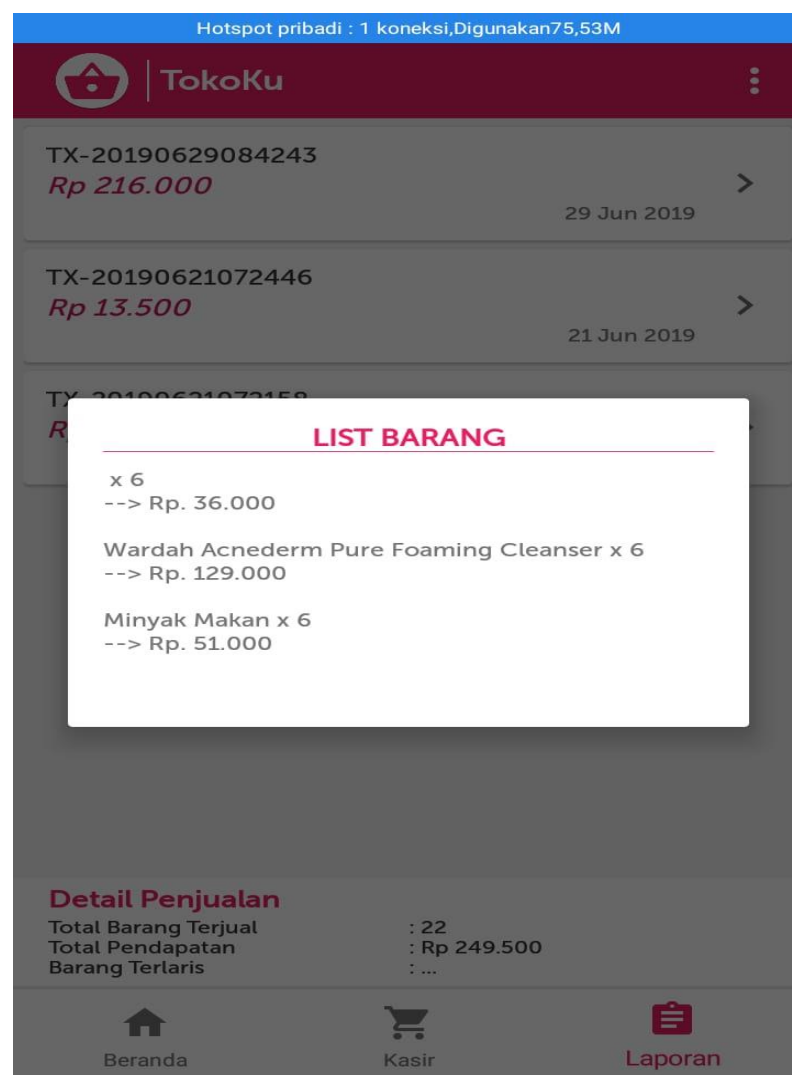 Hotspot pribadi : 1 koneksi,Digunakan75,53M
TokoKu
TX-20190629084243
Rp 216.000
29 Jun 2019
TX-20190621072446
Rp 13.500
21 Jun 2019
TX-20190621072158
LIST BARANG
x 6
--> Rp. 36.000
Wardah Acnederm Pure Foaming Cleanser x 6
--> Rp. 129.000
Minyak Makan x 6
--> Rp. 51.000
Detail Penjualan
Total Barang Terjual : 22
Total Pendapatan : Rp 249.500
Barang Terlaris : ...
Beranda
Kasir
Laporan